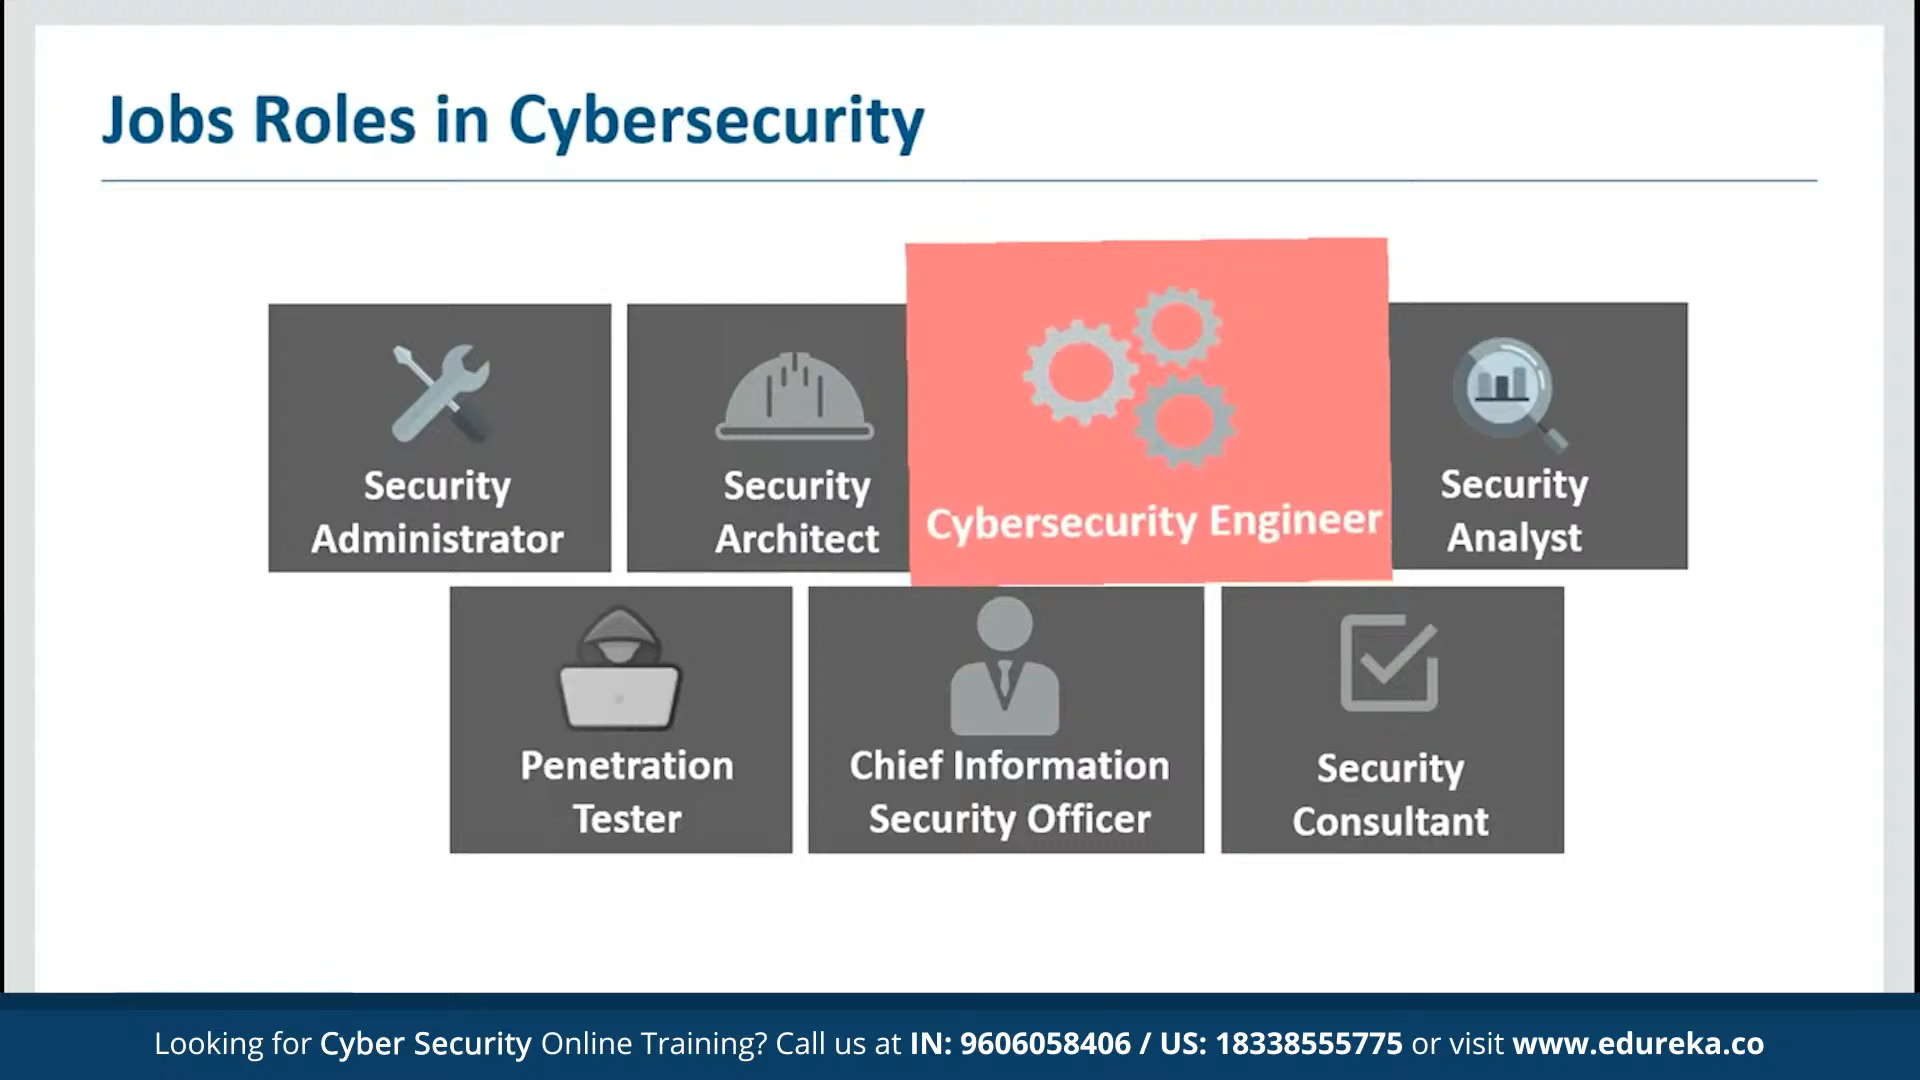 Jobs Roles in Cybersecurity
Security
Administrator
Security
Architect
Cybersecurity Engineer
Security
Analyst
Penetration
Tester
Chief Information
Security Officer
Security
Consultant
Looking for Cyber Security Online Training? Call us at IN: 9606058406 / US: 18338555775 or visit www.edureka.co